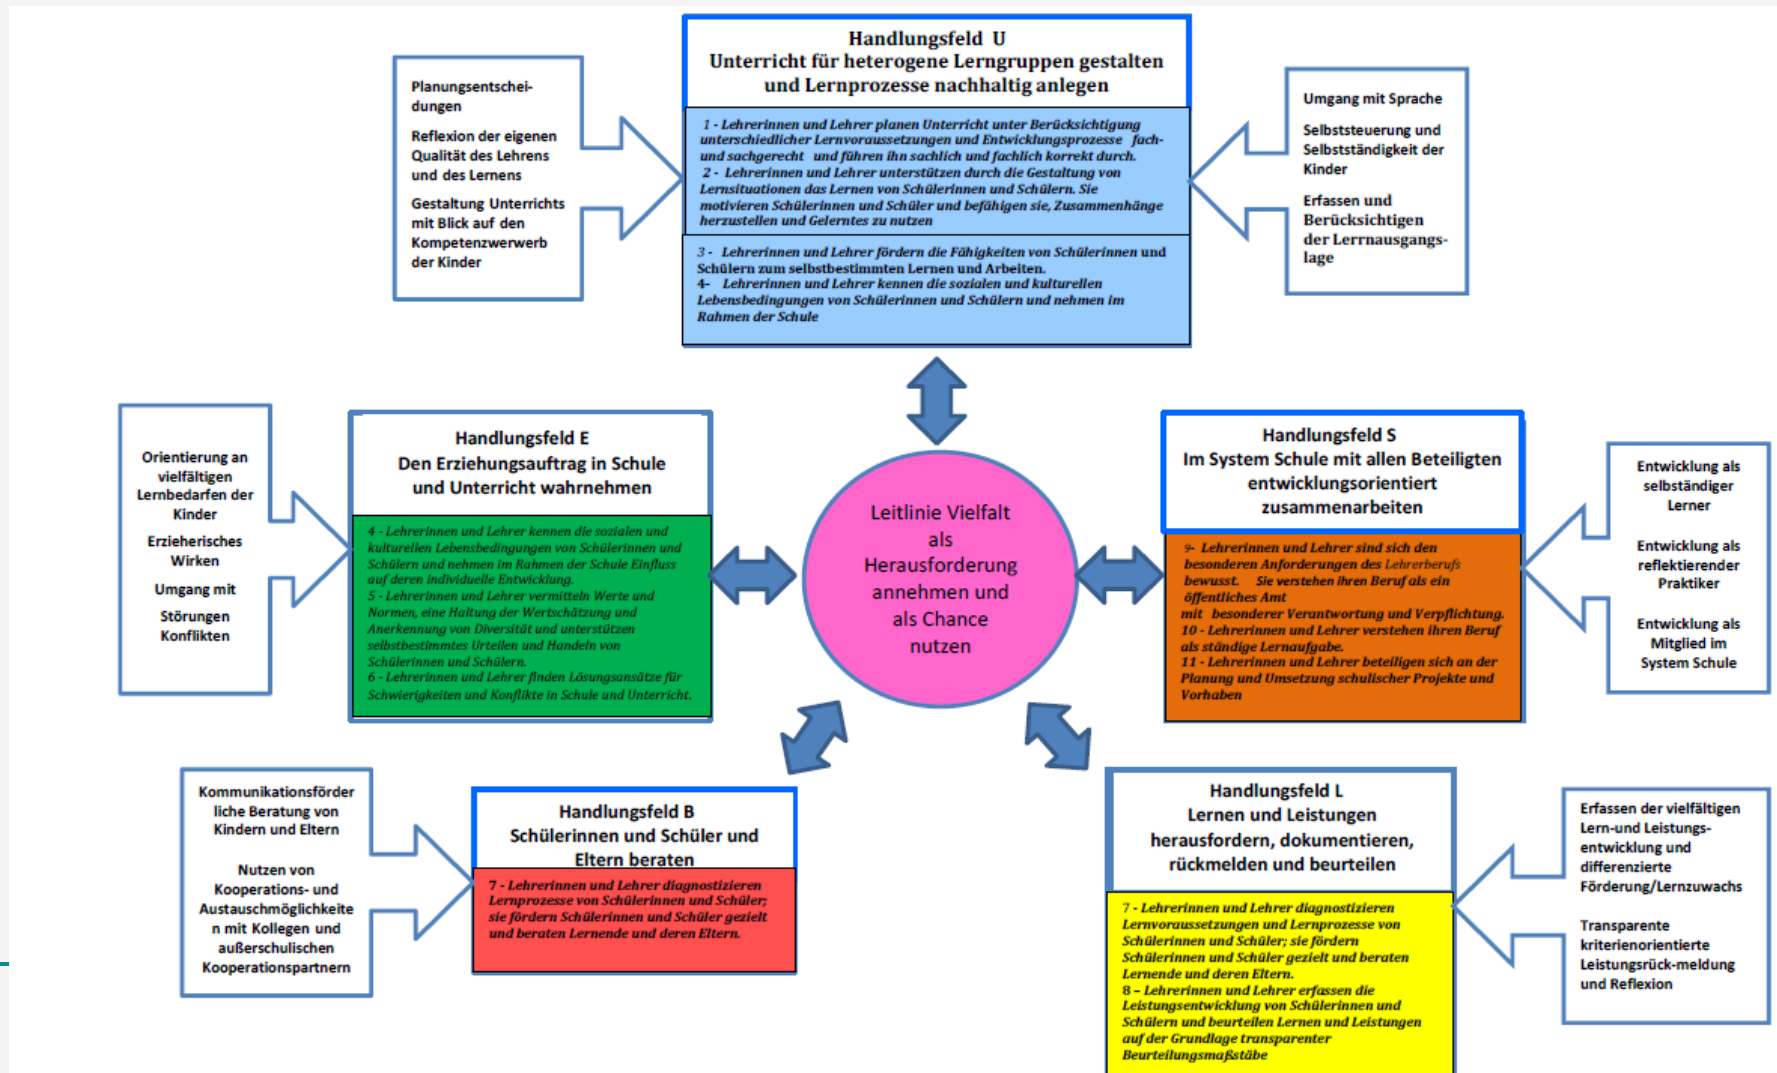 Handlungsfeld  U
Unterricht für heterogene Lerngruppen gestalten
und Lernprozesse nachhaltig anlegen
1 - Lehrerinnen und Lehrer planen Unterricht unter Berücksichtigung
unterschiedlicher Lernvoraussetzungen und Entwicklungsprozesse  fach-
und sachgerecht  und führen ihn sachlich und fachlich korrekt durch.
2 - Lehrerinnen und Lehrer unterstützen durch die Gestaltung von
Lernsituationen das Lernen von Schülerinnen und Schülern. Sie
motivieren Schülerinnen und Schüler und befähigen sie, Zusammenhänge
herzustellen und Gelerntes zu nutzen
3 -  Lehrerinnen und Lehrer fördern die Fähigkeiten von Schülerinnen und
Schülern zum selbstbestimmten Lernen und Arbeiten.
4-  Lehrerinnen und Lehrer kennen die sozialen und kulturellen
Lebensbedingungen von Schülerinnen und Schülern und nehmen im
Rahmen der Schule
Planungsentschei-
dungen
Reflexion der eigenen
Qualität des Lehrens
und des Lernens
Gestaltung Unterrichts
mit Blick auf den
Kompetenzwerwerb
der Kinder
Umgang mit Sprache
Selbststeuerung und
Selbstständigkeit der
Kinder
Erfassen und
Berücksichtigen
der Lerrnausgangs-
lage
Orientierung an
vielfältigen
Lernbedarfen der
Kinder
Erzieherisches
Wirken
Umgang mit
Störungen
Konflikten
Handlungsfeld E
Den Erziehungsauftrag in Schule
und Unterricht wahrnehmen
4 - Lehrerinnen und Lehrer kennen die sozialen und
kulturellen Lebensbedingungen von Schülerinnen und
Schülern und nehmen im Rahmen der Schule Einfluss
auf deren individuelle Entwicklung.
5 - Lehrerinnen und Lehrer vermitteln Werte und
Normen, eine Haltung der Wertschätzung und
Anerkennung von Diversität und unterstützen
selbstbestimmtes Urteilen und Handeln von
Schülerinnen und Schülern.
6 - Lehrerinnen und Lehrer finden Lösungsansätze für
Schwierigkeiten und Konflikte in Schule und Unterricht.
Leitlinie Vielfalt
als
Herausforderung
annehmen und
als Chance
nutzen
Handlungsfeld S
Im System Schule mit allen Beteiligten
entwicklungsorientiert
zusammenarbeiten
9-  Lehrerinnen und Lehrer sind sich den
besonderen Anforderungen des Lehrerberufs
bewusst.   Sie verstehen ihren Beruf als ein
öffentliches Amt
mit  besonderer Verantwortung und Verpflichtung.
10 - Lehrerinnen und Lehrer verstehen ihren Beruf
als ständige Lernaufgabe.
11 - Lehrerinnen und Lehrer beteiligen sich an der
Planung und Umsetzung schulischer Projekte und
Vorhaben
Entwicklung als
selbständiger
Lerner
Entwicklung als
reflektierender
Praktiker
Entwicklung als
Mitglied im
System Schule
Kommunikationsförder
liche Beratung von
Kindern und Eltern
Nutzen von
Kooperations- und
Austauschmöglichkeite
n mit Kollegen und
außerschulischen
Kooperationspartnern
Handlungsfeld B
Schülerinnen und Schüler und
Eltern beraten
7 - Lehrerinnen und Lehrer diagnostizieren
Lernprozesse von Schülerinnen und Schüler;
sie fördern Schülerinnen und Schüler gezielt
und beraten Lernende und deren Eltern.
Handlungsfeld L
Lernen und Leistungen
herausfordern, dokumentieren,
rückmelden und beurteilen
7 - Lehrerinnen und Lehrer diagnostizieren
Lernvoraussetzungen und Lernprozesse von
Schülerinnen und Schüler; sie fördern
Schülerinnen und Schüler gezielt und beraten
Lernende und deren Eltern.
8 – Lehrerinnen und Lehrer erfassen die
Leistungsentwicklung von Schülerinnen und
Schülern und beurteilen Lernen und Leistungen
auf der Grundlage transparenter
Beurteilungsmaßstäbe
Erfassen der vielfältigen
Lern-und Leistungs-
entwicklung und
differenzierte
Förderung/Lernzuwachs
Transparente
kriterienorientierte
Leistungsrück-meldung
und Reflexion